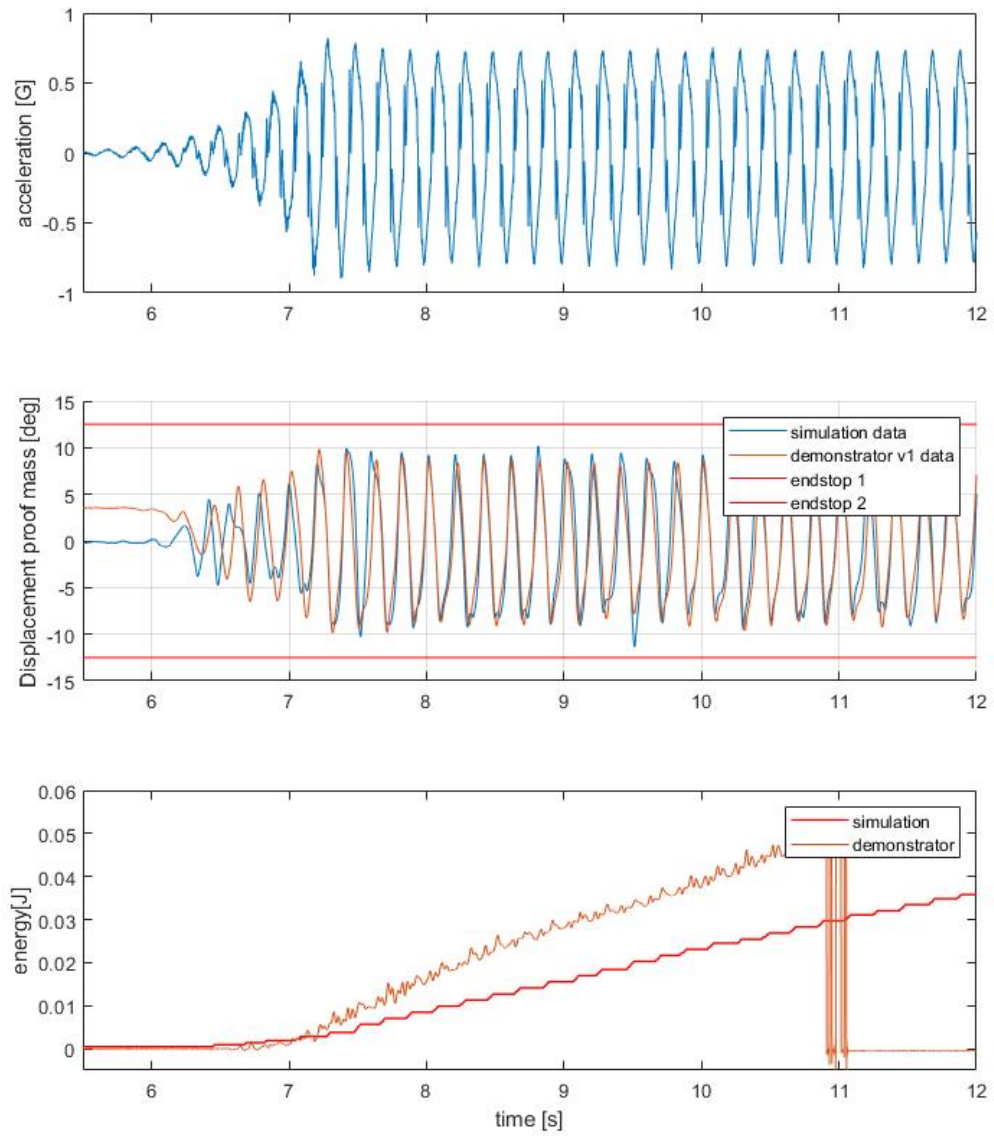 acceleration [G]
1
0.5
0
-0.5
-1
6 7 8 9 10 11 12
Displacement proof mass [deg]
15
10
5
0
-5
-10
-15
simulation data
demonstrator v1 data
endstop 1
endstop 2
6 7 8 9 10 11 12
energy[J]
0.06
0.05
0.04
0.03
0.02
0.01
0
simulation
demonstrator
6 7 8 9 10 11 12
time [s]